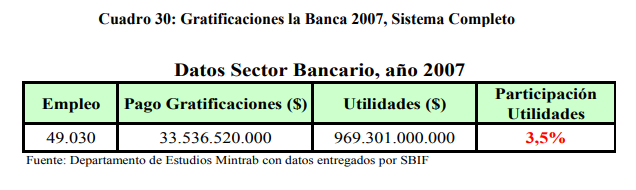 Cuadro 30: Gratificaciones la Banca 2007, Sistema Completo
Datos Sector Bancario, año 2007
Empleo Pago Gratificaciones ($) Utilidades ($) Participación Utilidades
49.030 33.536.520.000 969.301.000.000 3,5%
Fuente: Departamento de Estudios Mintrab con datos entregados por SBIF